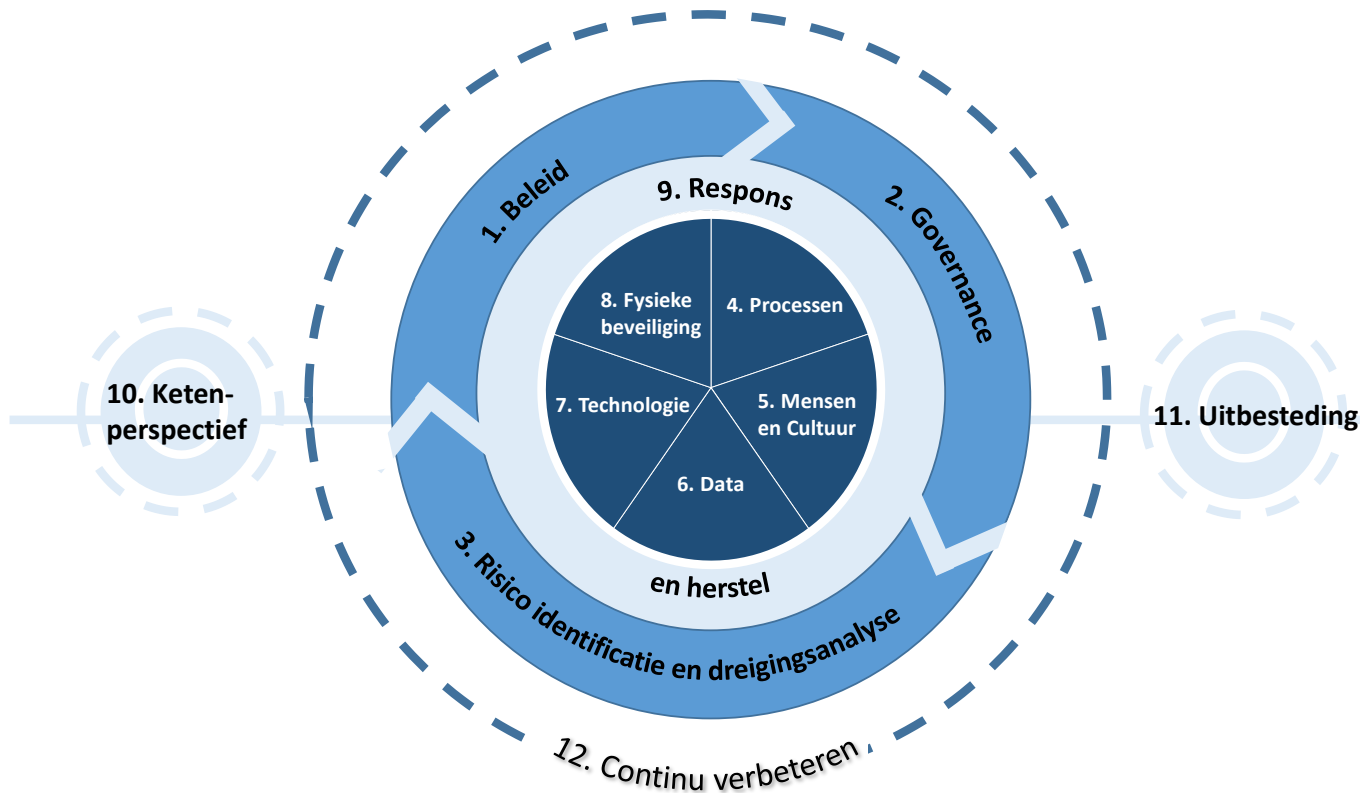 1. Beleid
2. Governance
3. Risico identificatie en dreigingsanalyse
4. Processen
5. Mensen
en Cultuur
6. Data
7. Technologie
8. Fysieke
beveiliging
9. Respons
en herstel
10. Keten-
perspectief
11. Uitbesteding
12. Continu verbeteren